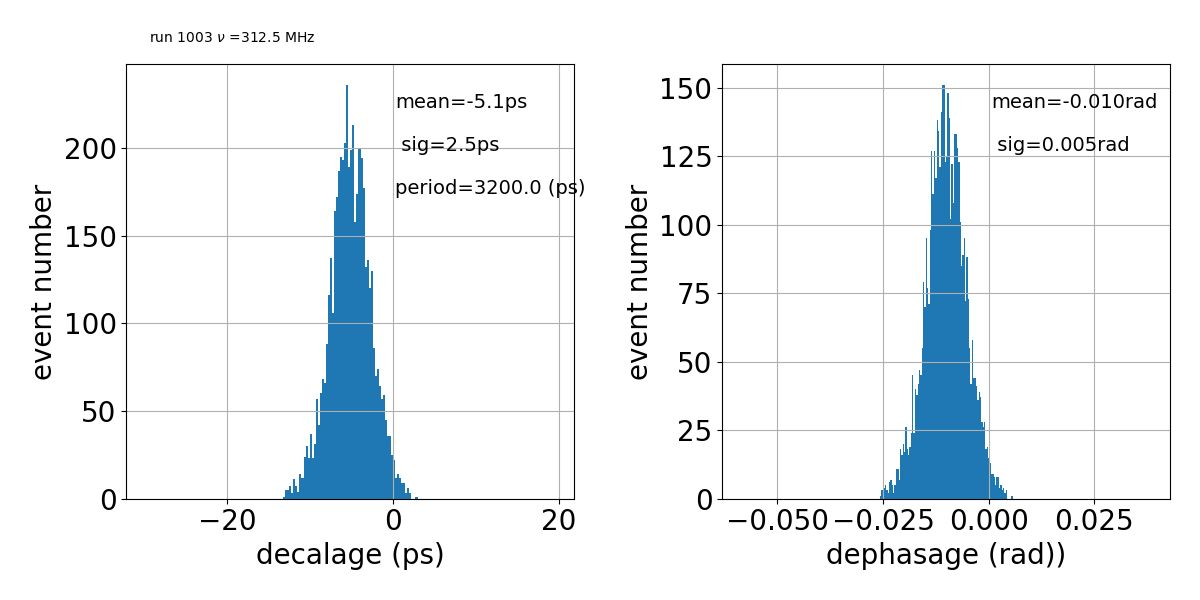 run 1003 ν =312.5 MHz
event number
200
150
100
50
0
mean=-5.1ps
sig=2.5ps
period=3200.0 (ps)
−20 0 20
decalage (ps)
event number
150
125
100
75
50
25
0
mean=-0.010rad
sig=0.005rad
−0.050 −0.025 0.000 0.025
dephasage (rad))